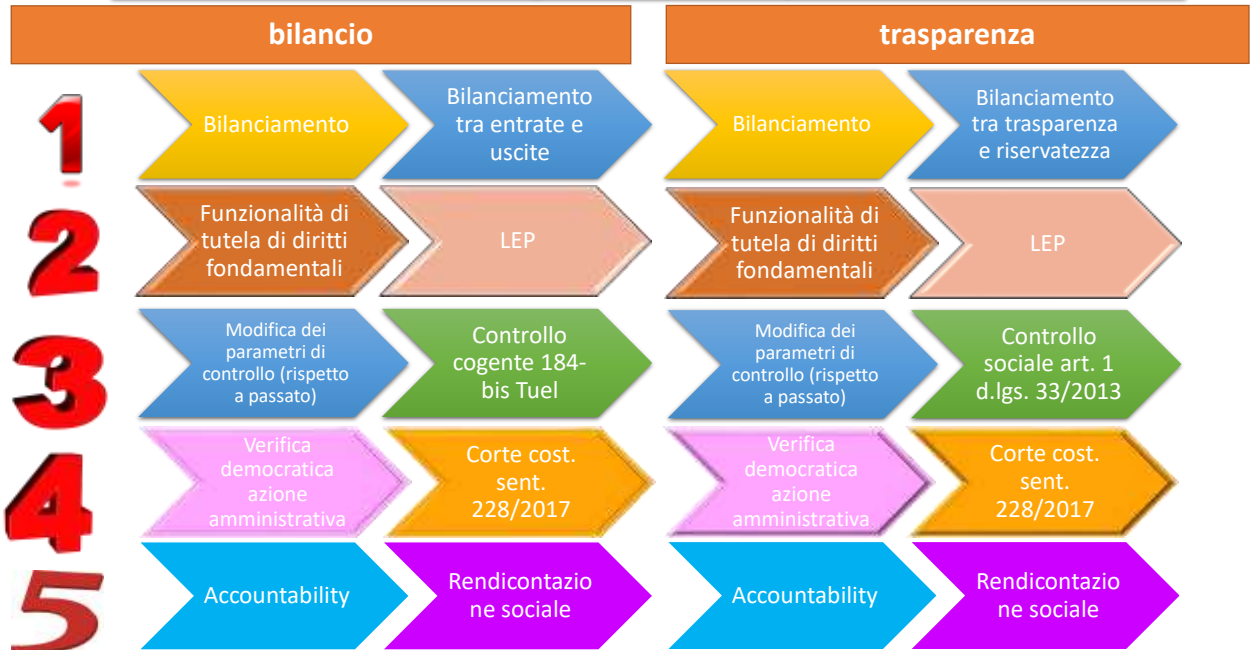 bilancio
trasparenza
1
Bilanciamento
Bilanciamento
tra entrate e
uscite
Bilanciamento
Bilanciamento
tra trasparenza
e riservatezza
2
Funzionalità di
tutela di diritti
fondamentali
LEP
Funzionalità di
tutela di diritti
fondamentali
LEP
3
Modifica dei
parametri di
controllo (rispetto
a passato)
Controllo
cogente 184-
bis Tuel
Modifica dei
parametri di
controllo (rispetto
a passato)
Controllo
sociale art. 1
d.lgs. 33/2013
4
Verifica
democratica
azione
amministrativa
Corte cost.
sent.
228/2017
Verifica
democratica
azione
amministrativa
Corte cost.
sent.
228/2017
5
Accountability
Rendicontazio
ne sociale
Accountability
Rendicontazio
ne sociale